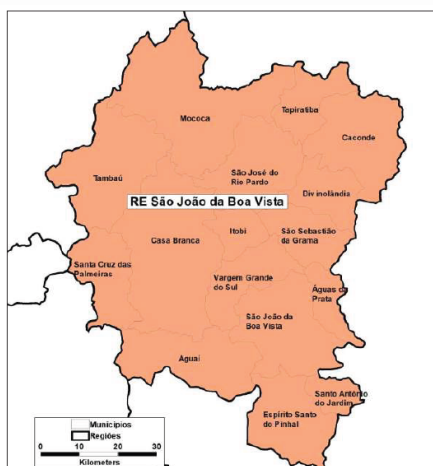 Mococa
Tapiratiba
Caconde
Tambaú
São José do
Rio Pardo
Divinolândia
RE São João da Boa Vista
Casa Branca
Itobi
São Sebastião
da Grama
Santa Cruz das
Palmeiras
Vargem Grande
do Sul
Águas da
Prata
São João da
Boa Vista
Aguaí
Santo Antônio
do Jardim
Espírito Santo
do Pinhal
Municípios
Regiões
0 10 20 30
Kilometers